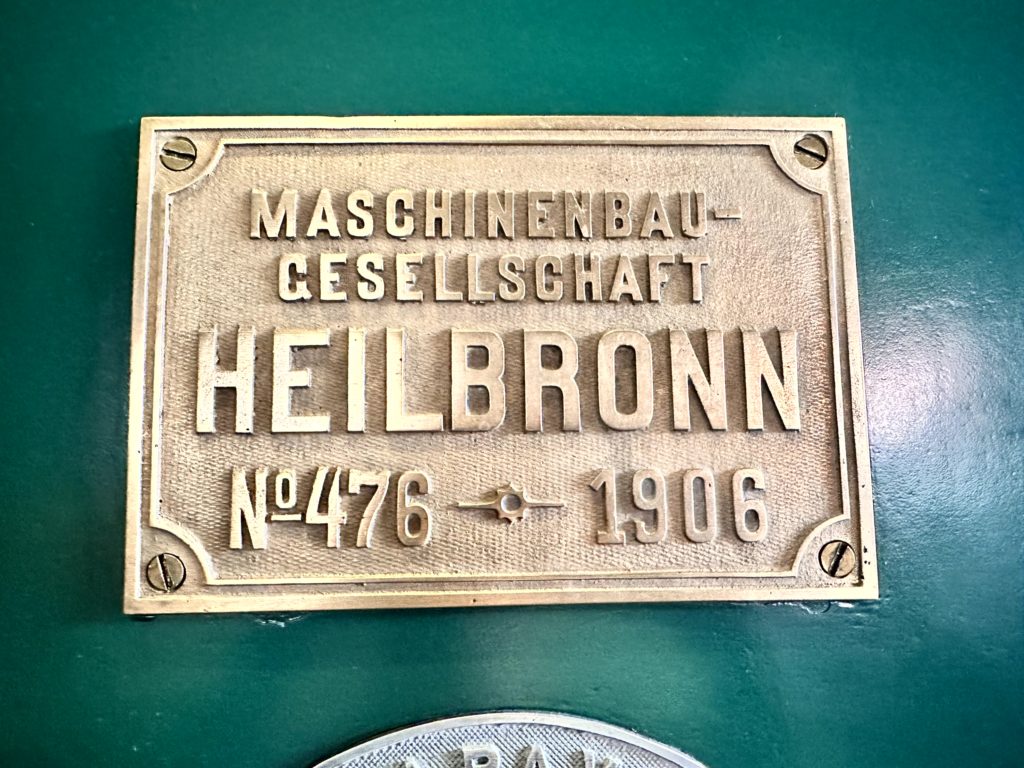 MASCHINENBAU-
GESELLSCHAFT
HEILBRONN
Nº 476 1906